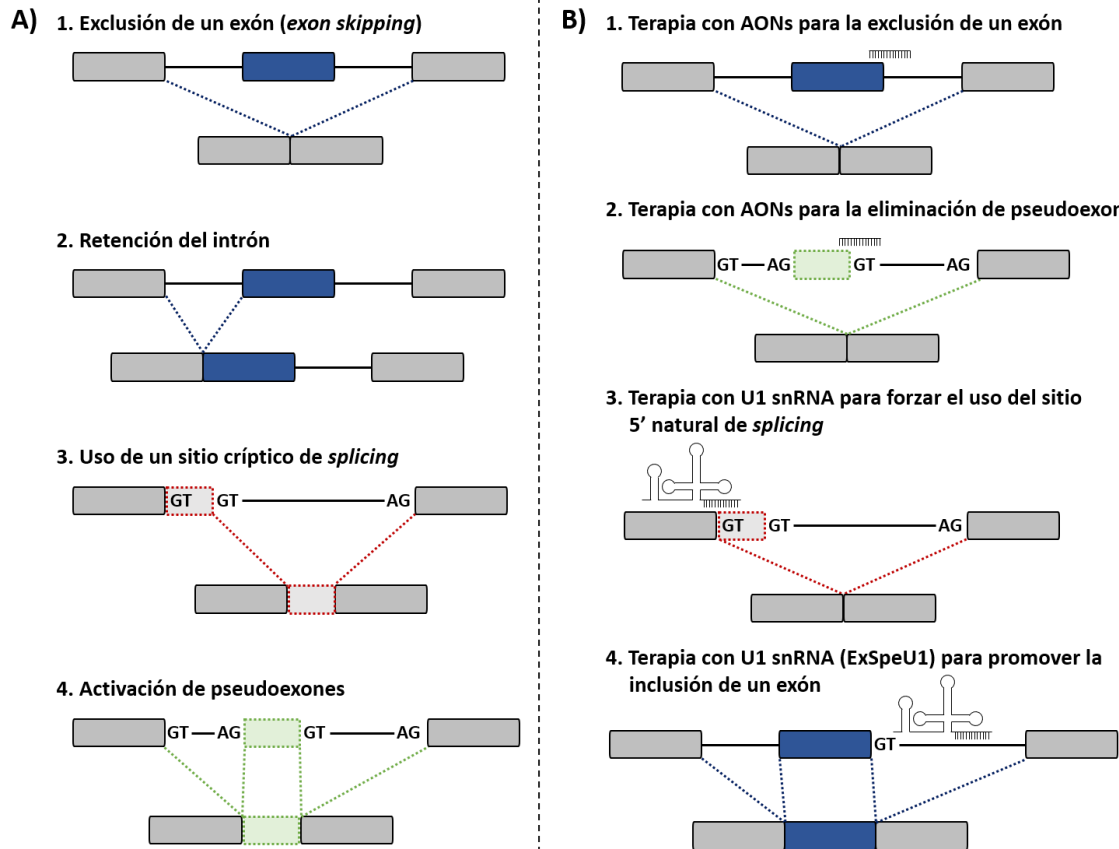 A)
1. Exclusión de un exón (exon skipping)
2. Retención del intrón
3. Uso de un sitio críptico de splicing
GT GT AG
4. Activación de pseudoexones
GT AG GT AG
B)
1. Terapia con AONs para la exclusión de un exón
2. Terapia con AONs para la eliminación de pseudoexon
GT AG GT AG
3. Terapia con U1 snRNA para forzar el uso del sitio
5’ natural de splicing
GT GT AG
4. Terapia con U1 snRNA (ExSpeU1) para promover la
inclusión de un exón
GT